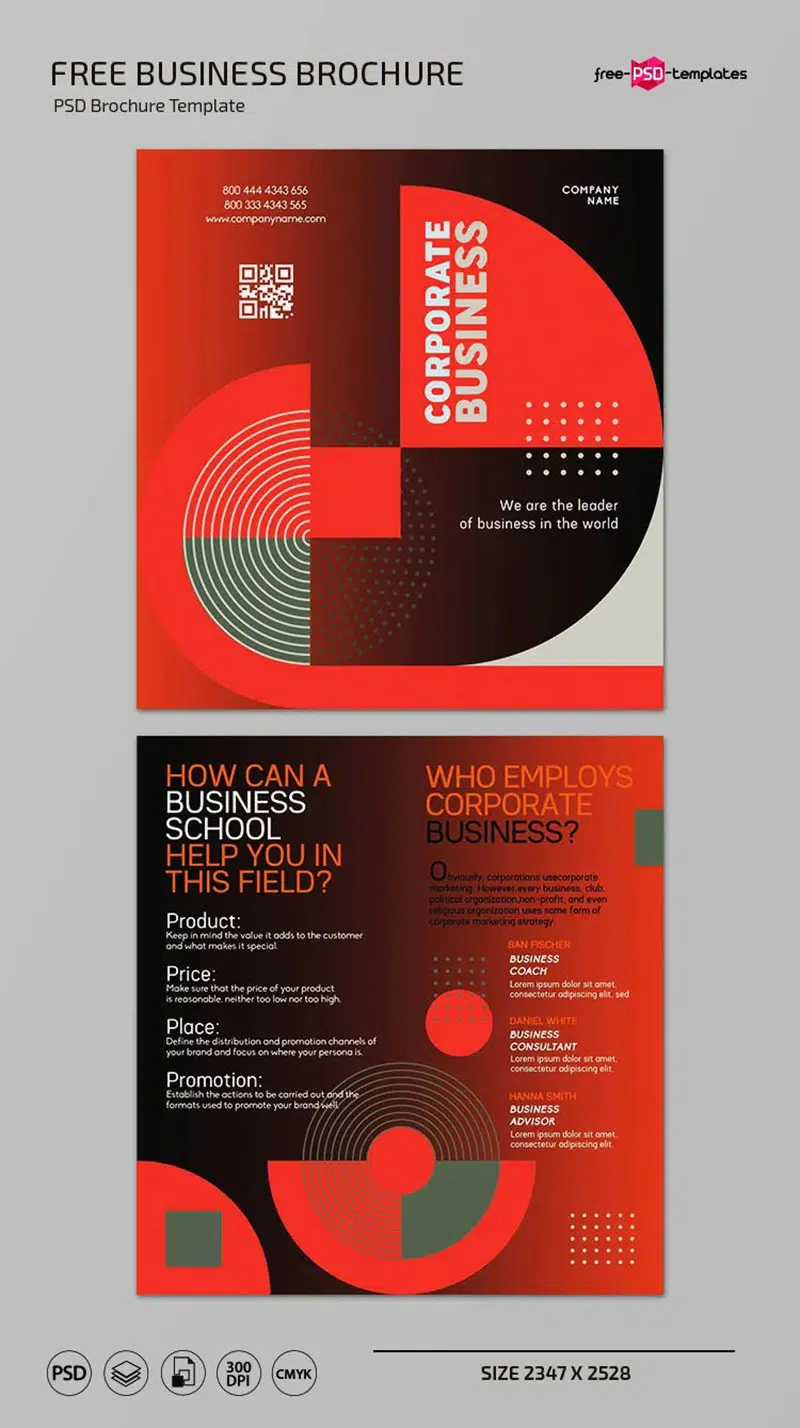 FREE BUSINESS BROCHURE
PSD Brochure Template
free-PSD-templates
800 444 4343 656
800 333 4343 565
www.companyname.com
COMPANY
NAME
CORPORATE
BUSINESS
We are the leader
of business in the world
HOW CAN A
BUSINESS
SCHOOL
HELP YOU IN
THIS FIELD?
Product:
Keep in mind the value it adds to the customer
and what makes it special.
Price:
Make sure that the price of your product
is reasonable, neither too low nor too high.
Place:
Define the distribution and promotion channels of
your brand and focus on where your persona is.
Promotion:
Establish the actions to be carried out and the
formats used to promote your brand well.
WHO EMPLOYS
CORPORATE
BUSINESS?
Obviously, corporations usecorporate
marketing. However,every business, club,
political organization,non-profit, and even
religious organization uses some form of
corporate marketing strategy.
BAN FISCHER
BUSINESS
COACH
Lorem ipsum dolor sit amet,
consectetur adipiscing elit, sed
DANIEL WHITE
BUSINESS
CONSULTANT
Lorem ipsum dolor sit amet,
consectetur adipiscing elit.
HANNA SMITH
BUSINESS
ADVISOR
Lorem ipsum dolor sit amet,
consectetur adipiscing elit.
PSD
300
DPI
CMYK
SIZE 2347 X 2528